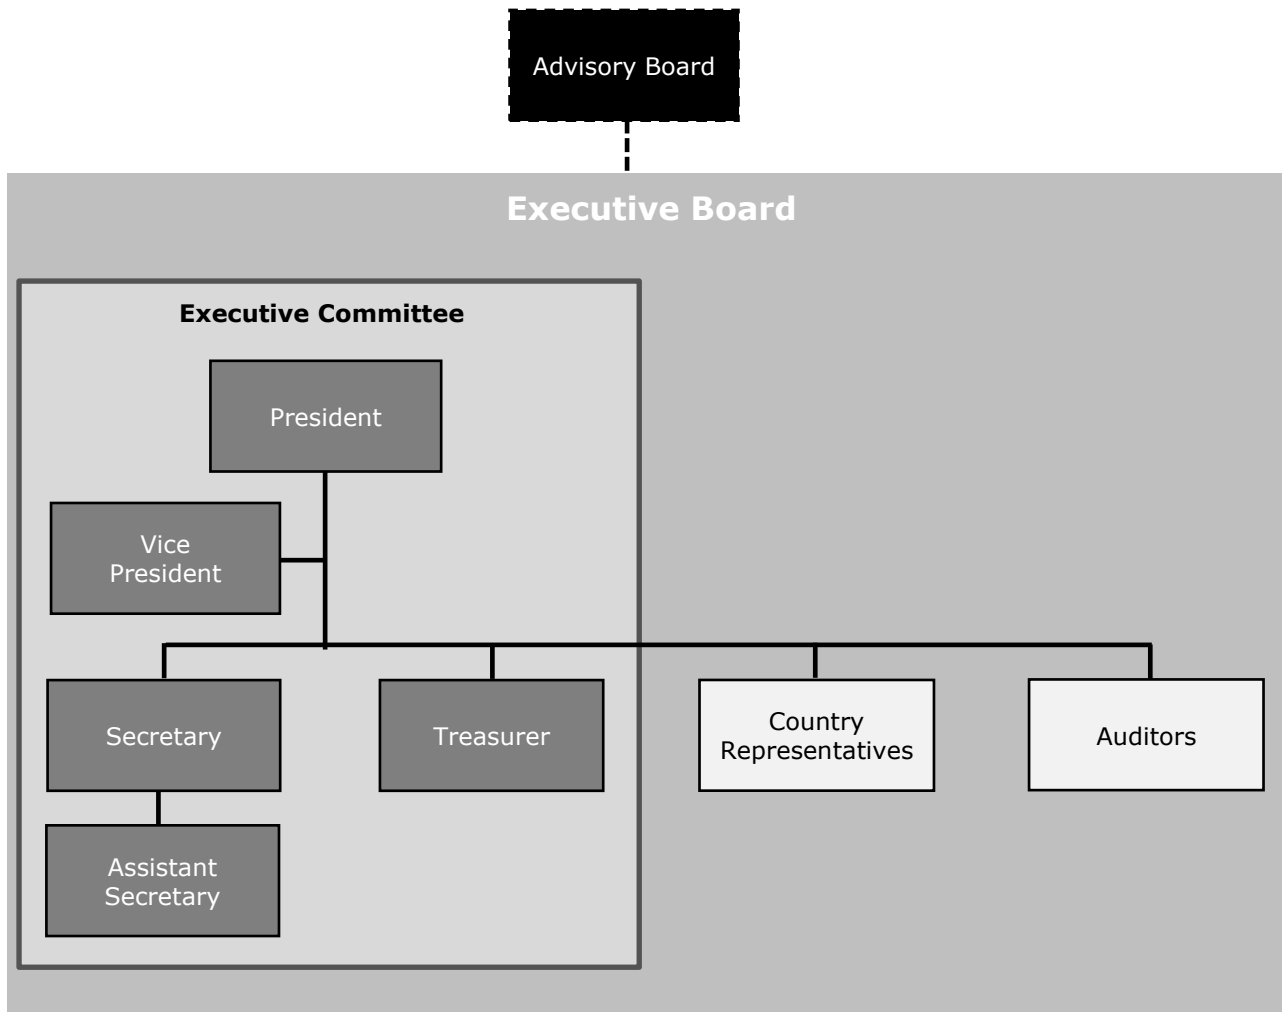 Advisory Board
Executive Board
Executive Committee
President
Vice
President
Secretary
Treasurer
Country
Representatives
Auditors
Assistant
Secretary